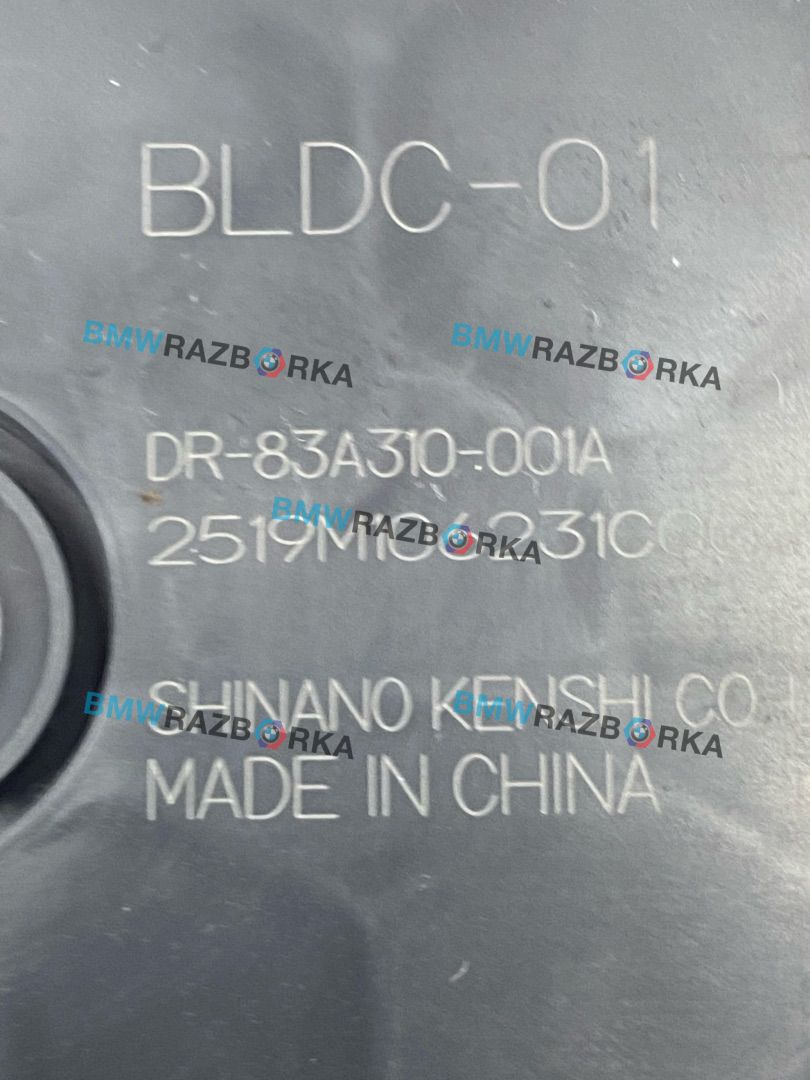 BLDC-01
BMWRAZBORKA BMWRAZBORKA
DR-83A310-001A
BMWRAZBORKA
SHINANO KENSHI CO
BMWRAZBORKA BMWRAZBORKA
MADE IN CHINA